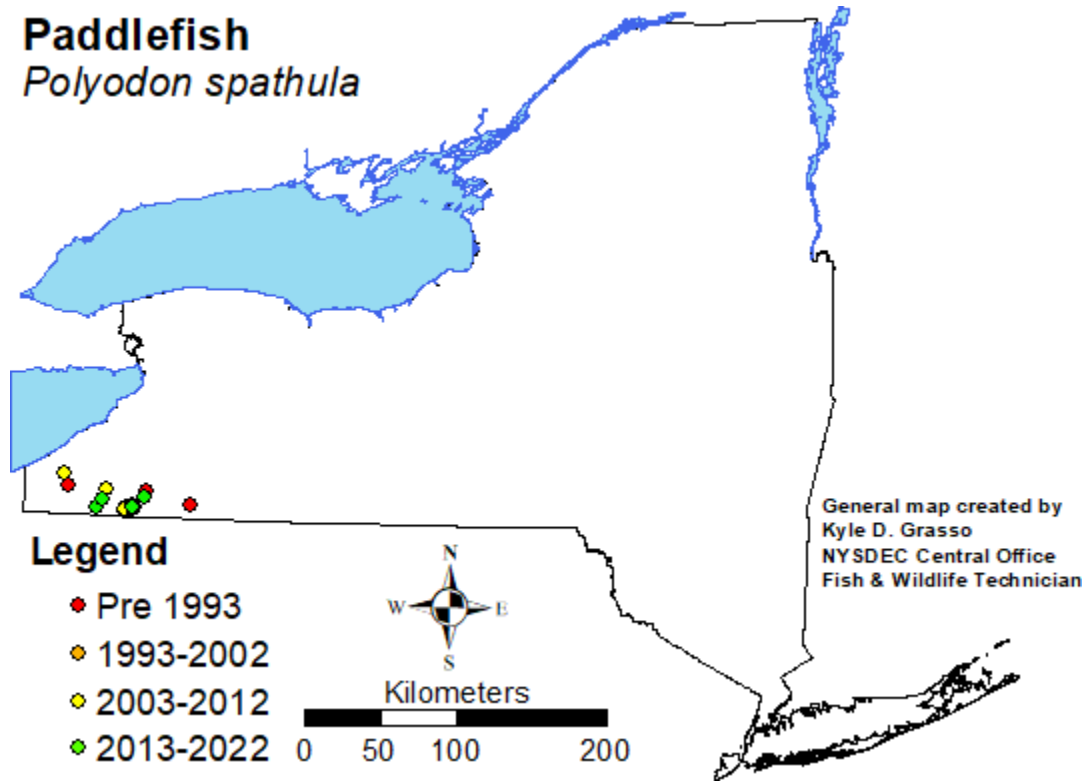 Paddlefish
Polyodon spathula
General map created by
Kyle D. Grasso
NYSDEC Central Office
Fish & Wildlife Technician
Legend
Pre 1993
1993-2002
2003-2012
2013-2022
N
W E
S
Kilometers
0 50 100 200